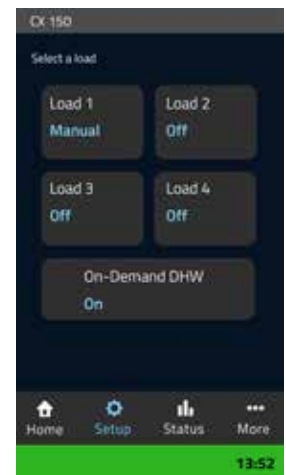 CX 150
Select a load
Load 1
Manual
Load 2
Off
Load 3
Off
Load 4
Off
On-Demand DHW
On
Home Setup Status More
13:52